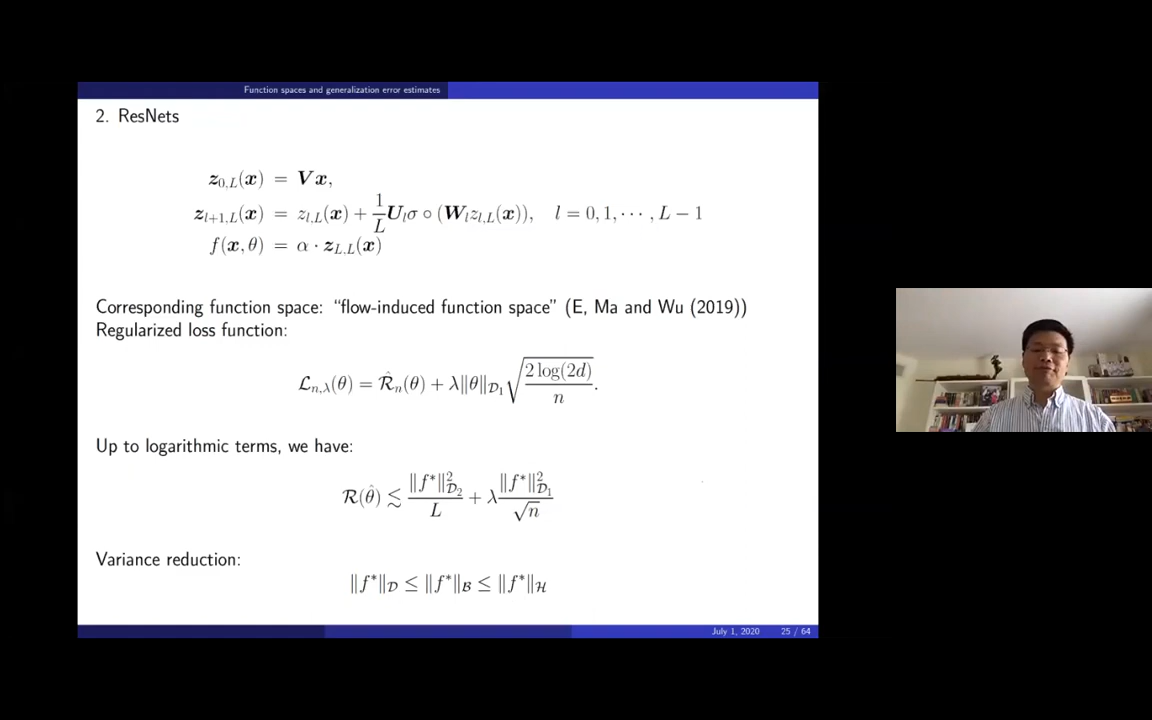 Function spaces and generalization error estimates
2. ResNets
z_{0,L}(x) = Vx,
z_{l+1,L}(x) = z_{l,L}(x) + \frac{1}{L} U_l σ ∘ (W_l z_{l,L}(x)), l = 0, 1, ⋯ , L − 1
f(x, θ) = α · z_{L,L}(x)
Corresponding function space: “flow-induced function space” (E, Ma and Wu (2019))
Regularized loss function:
\mathcal{L}_{n,λ}(θ) = \hat{\mathcal{R}}_n(θ) + λ‖θ‖_{\mathcal{D}_1} \sqrt{\frac{2 log(2d)}{n}}.
Up to logarithmic terms, we have:
\mathcal{R}(\hat{θ}) ≲ \frac{‖f*‖^2_{\mathcal{D}_2}}{L} + λ \frac{‖f*‖^2_{\mathcal{D}_1}}{\sqrt{n}}
Variance reduction:
‖f*‖_{\mathcal{D}} ≤ ‖f*‖_{\mathcal{B}} ≤ ‖f*‖_{\mathcal{H}}
July 1, 2020 25 / 64